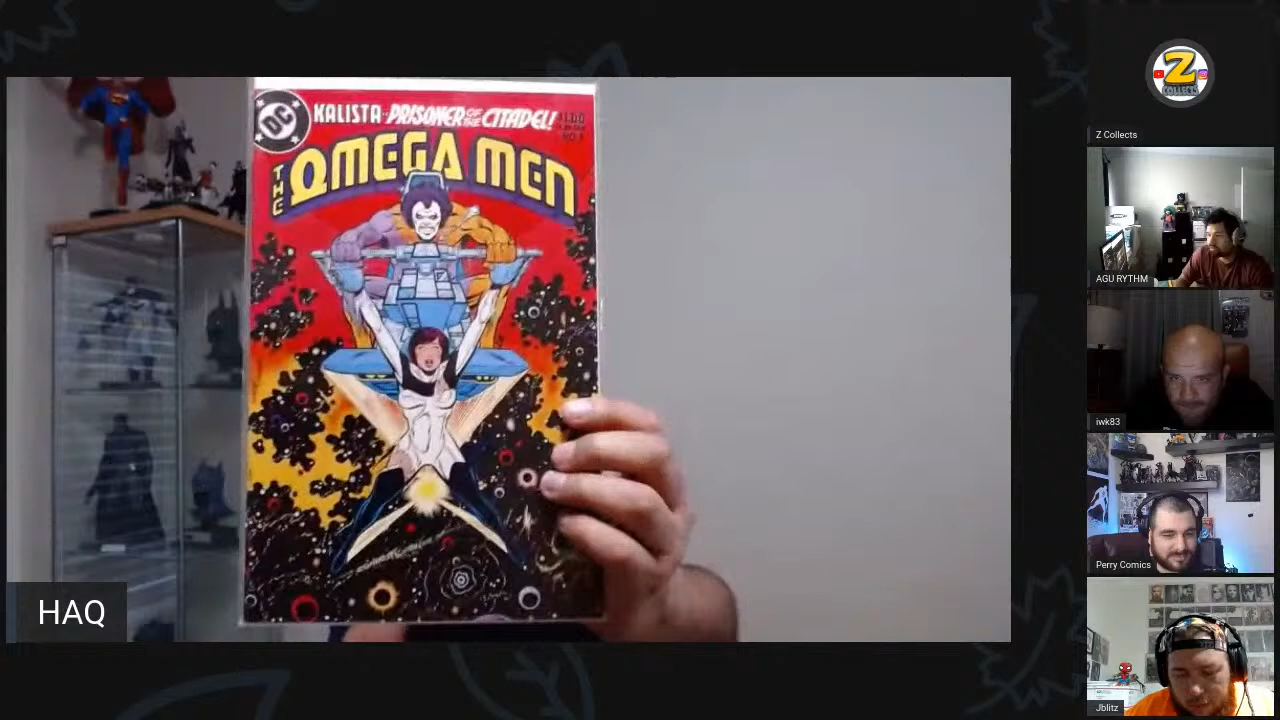 DC
KALISTA - PRISONER OF THE CITADEL!
$1.00
THE OMEGA MEN
HAQ
Z
COLLECTS
Z Collects
AGU RYTHM
iwk83
Perry Comics
Jblitz